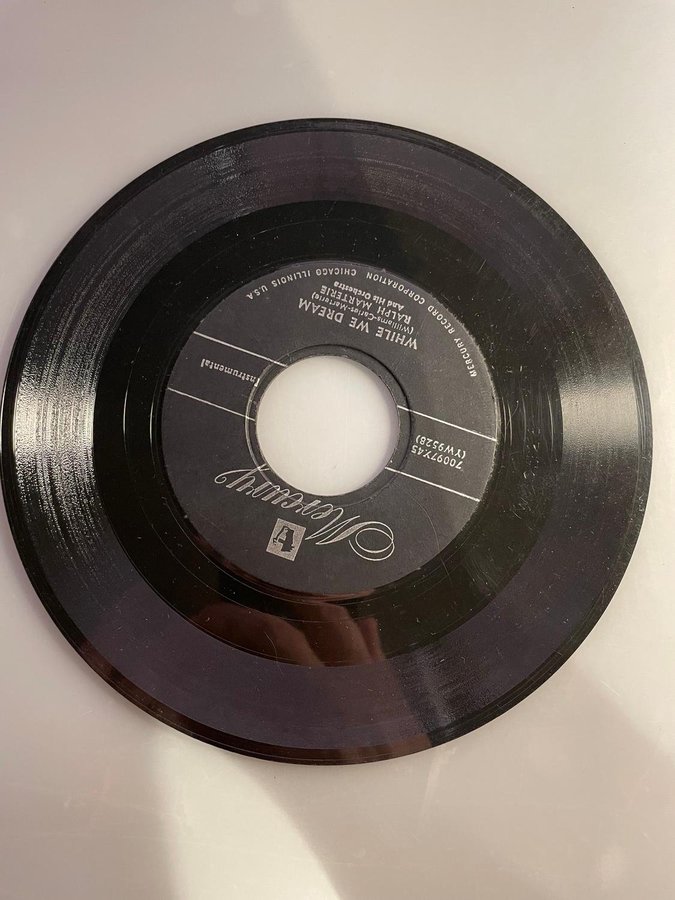 Mercury
70097X45
(YW9528)
Instrumental
WHILE WE DREAM
(Williams-Carles-Marterie)
RALPH MARTERIE
And His Orchestra
MERCURY RECORD CORPORATION CHICAGO ILLINOIS U.S.A